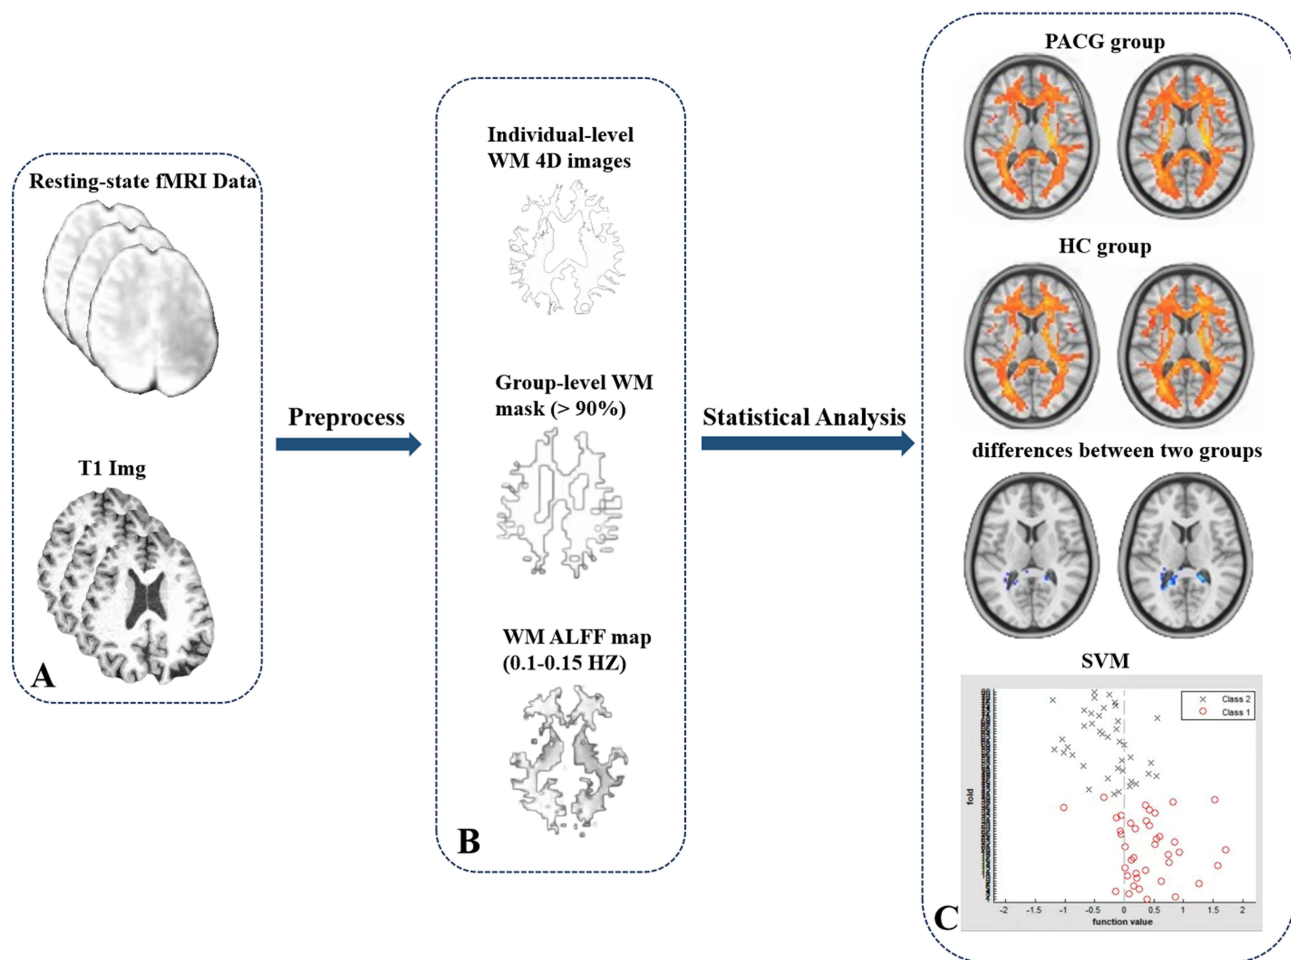 Resting-state fMRI Data
T1 Img
A
Preprocess
Individual-level
WM 4D images
Group-level WM
mask (> 90%)
WM ALFF map
(0.1-0.15 HZ)
B
Statistical Analysis
PACG group
HC group
differences between two groups
SVM
Class 2
Class 1
fold
-2 -1.5 -1 -0.5 0 0.5 1 1.5 2
function value
C